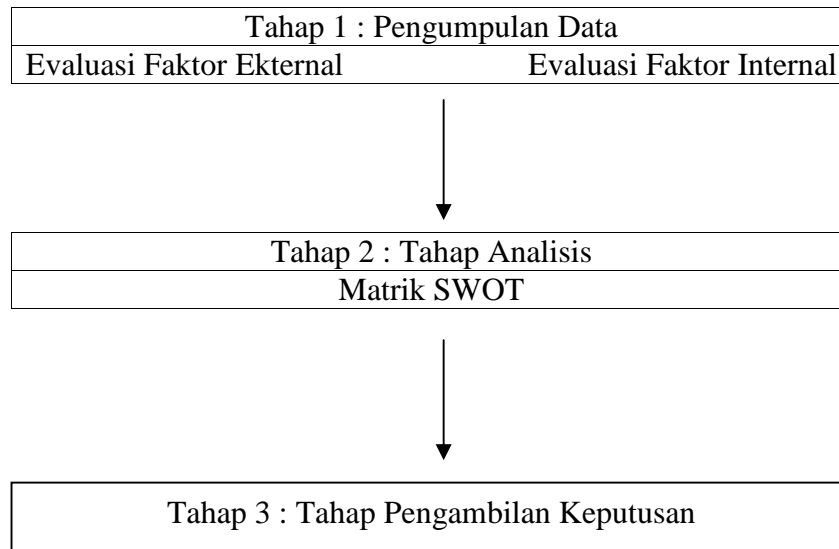 Tahap 1 : Pengumpulan Data
Evaluasi Faktor Ekternal Evaluasi Faktor Internal
Tahap 2 : Tahap Analisis
Matrik SWOT
Tahap 3 : Tahap Pengambilan Keputusan